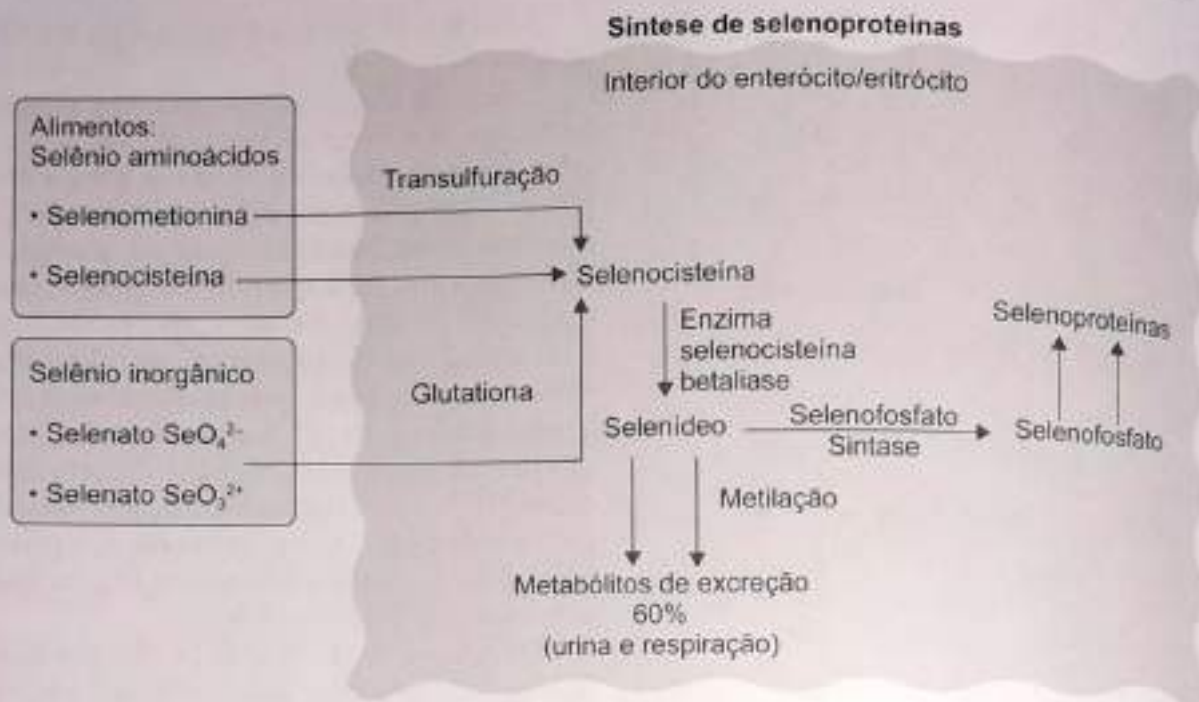 Síntese de selenoproteínas
Interior do enterócito/eritrócito
Alimentos:
Selênio aminoácidos
• Selenometionina
• Selenocisteína
Transulfuração
Selenocisteína
Enzima
selenocisteína
betaliase
Selênio inorgânico
• Selenato SeO₄²⁻
• Selenato SeO₃²⁺
Glutationa
Selenídeo
Selenofosfato
Sintase
Selenofosfato
Selenoproteínas
Metilação
Metabólitos de excreção
60%
(urina e respiração)